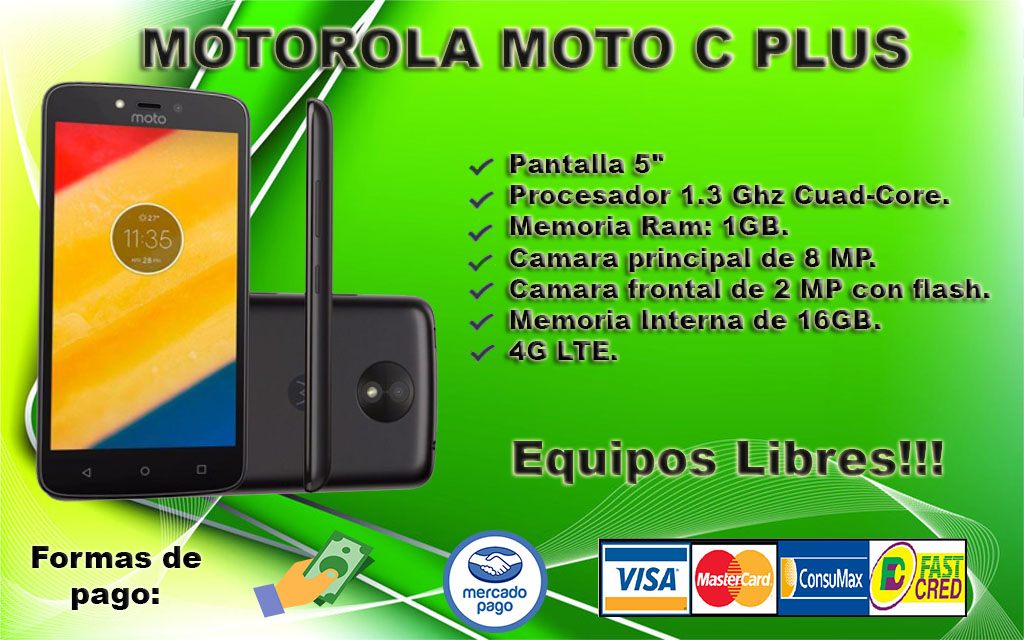 MOTOROLA MOTO C PLUS
moto
27°
11:35
Pantalla 5"
Procesador 1.3 Ghz Cuad-Core.
Memoria Ram: 1GB.
Camara principal de 8 MP.
Camara frontal de 2 MP con flash.
Memoria Interna de 16GB.
4G LTE.
Equipos Libres!!!
Formas de
pago:
mercado
pago
VISA
MasterCard
ConsuMax
FAST
CRED